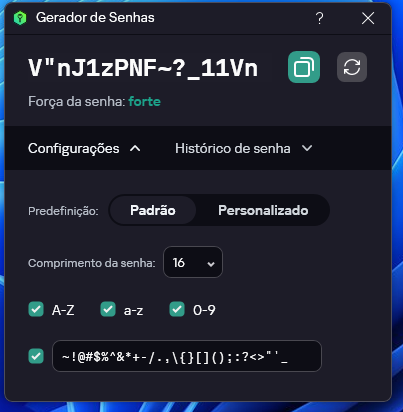 Gerador de Senhas ?
V"nJ1zPNF~?_11Vn
Força da senha: forte
Configurações Histórico de senha
Predefinição: Padrão Personalizado
Comprimento da senha: 16
A-Z a-z 0-9
~!@#$%^&*+-/.,\{}[]();:?<>"'_